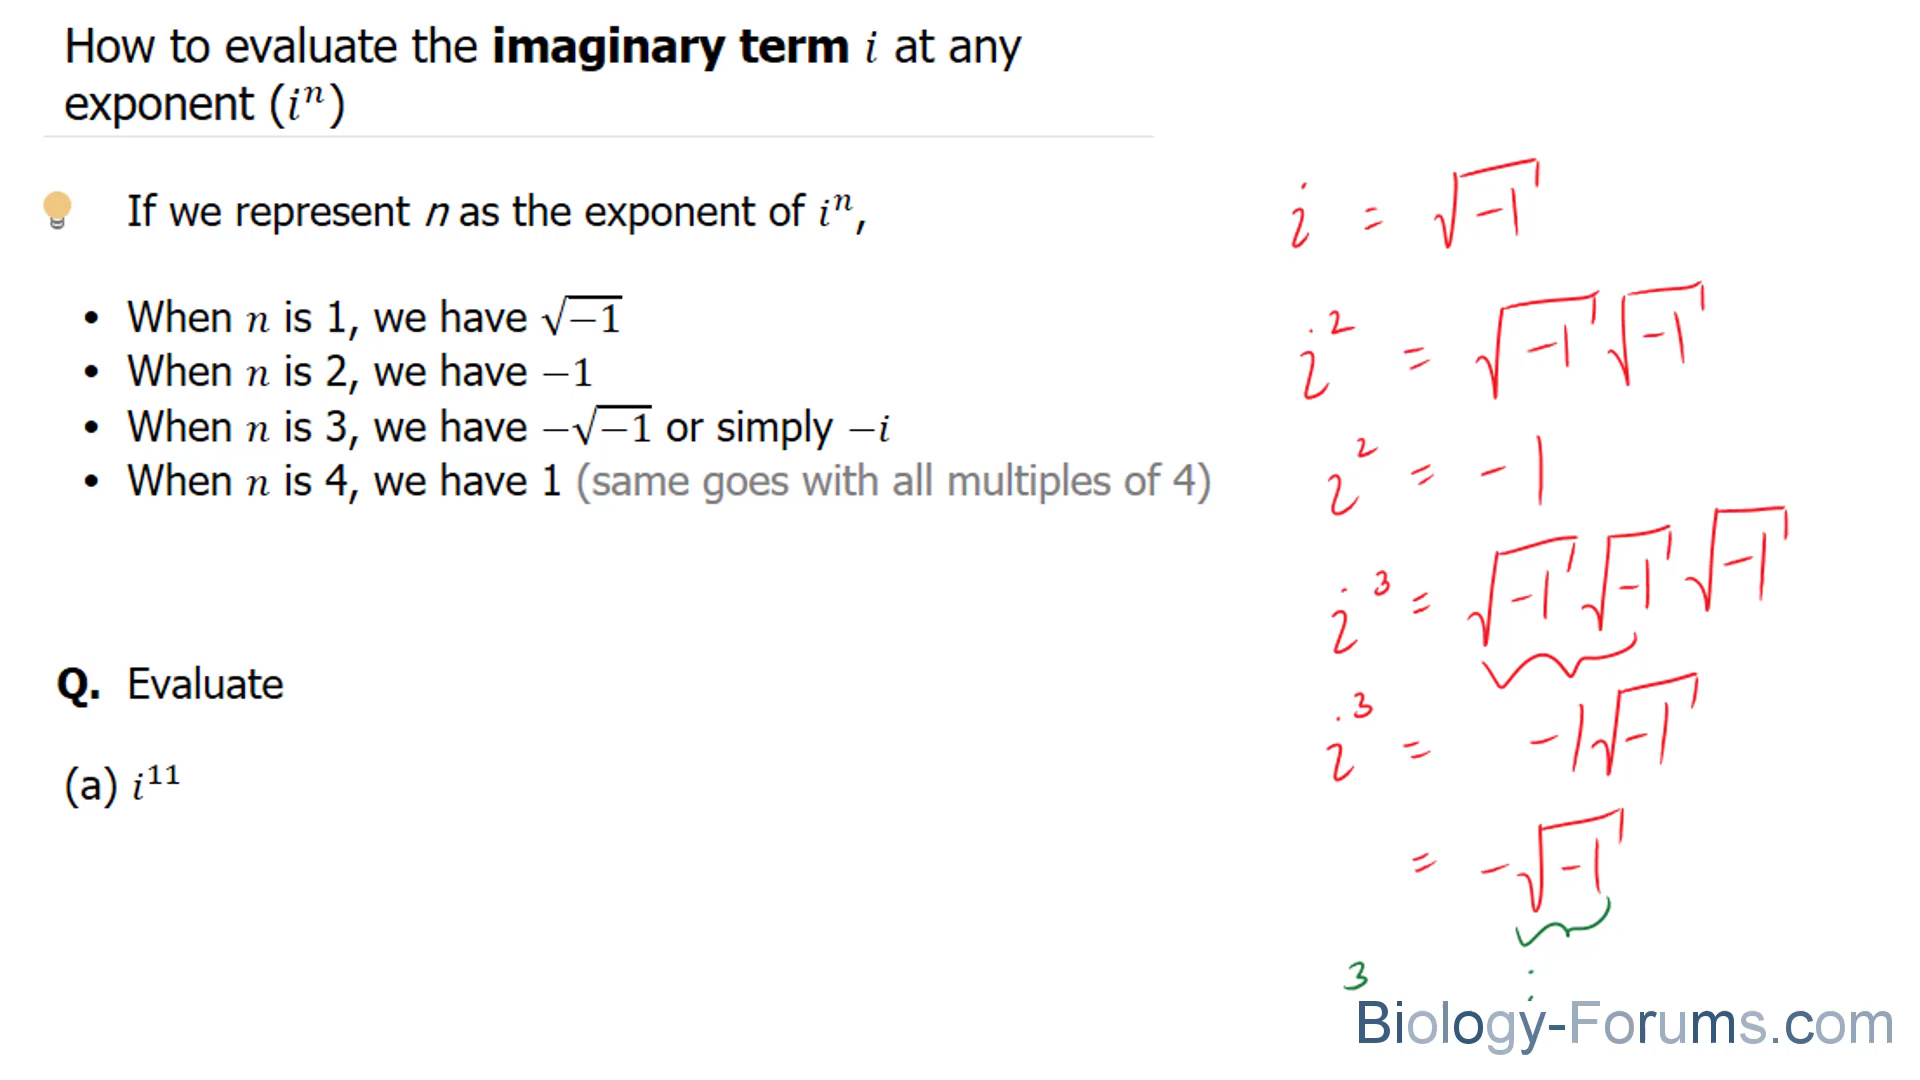 How to evaluate the imaginary term i at any
exponent (iⁿ)
If we represent n as the exponent of iⁿ,
• When n is 1, we have √−1
• When n is 2, we have −1
• When n is 3, we have −√−1 or simply −i
• When n is 4, we have 1 (same goes with all multiples of 4)
Q. Evaluate
(a) i¹¹
i = √−1
i² = √−1 √−1
i² = −1
i³ = √−1 √−1 √−1
i³ = −1√−1
= −√−1
3 i
Biology-Forums.com